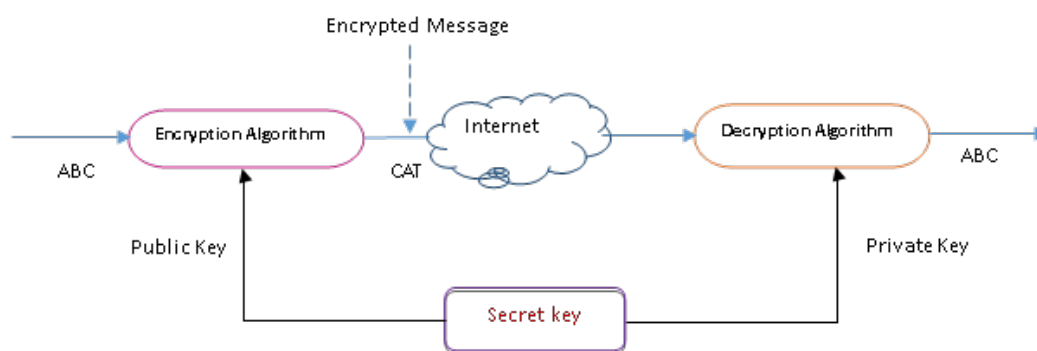 Encrypted Message
Encryption Algorithm
Internet
Decryption Algorithm
ABC
CAT
ABC
Public Key
Private Key
Secret key